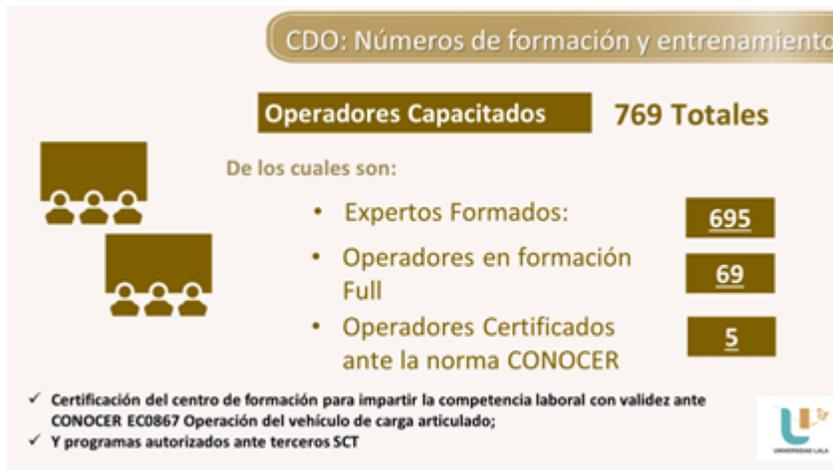 CDO: Números de formación y entrenamiento
Operadores Capacitados 769 Totales
De los cuales son:
• Expertos Formados: 695
• Operadores en formación
Full 69
• Operadores Certificados
ante la norma CONOCER 5
✓ Certificación del centro de formación para impartir la competencia laboral con validez ante
CONOCER EC0867 Operación del vehículo de carga articulado;
✓ Y programas autorizados ante terceros SCT
UNIVERSIDAD LALA